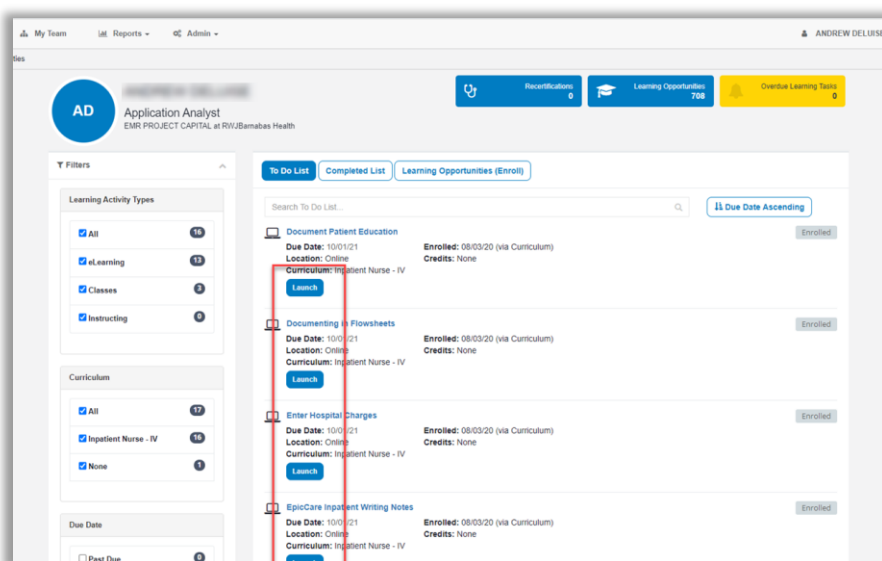 My Team Reports Admin ANDREW DELUISE
ties
AD
Application Analyst
EMR PROJECT CAPITAL at RWJBarnabas Health
Recertifications
0
Learning Opportunities
708
Overdue Learning Tasks
0
Filters
Learning Activity Types
All 16
eLearning 13
Classes 3
Instructing 0
Curriculum
All 17
Inpatient Nurse - IV 16
None 1
Due Date
Past Due 0
To Do List Completed List Learning Opportunities (Enroll)
Search To Do List... Due Date Ascending
Document Patient Education Enrolled
Due Date: 10/01/21 Enrolled: 08/03/20 (via Curriculum)
Location: Online Credits: None
Curriculum: Inpatient Nurse - IV
Launch
Documenting in Flowsheets Enrolled
Due Date: 10/01/21 Enrolled: 08/03/20 (via Curriculum)
Location: Online Credits: None
Curriculum: Inpatient Nurse - IV
Launch
Enter Hospital Charges Enrolled
Due Date: 10/01/21 Enrolled: 08/03/20 (via Curriculum)
Location: Online Credits: None
Curriculum: Inpatient Nurse - IV
Launch
EpicCare Inpatient Writing Notes Enrolled
Due Date: 10/01/21 Enrolled: 08/03/20 (via Curriculum)
Location: Online Credits: None
Curriculum: Inpatient Nurse - IV